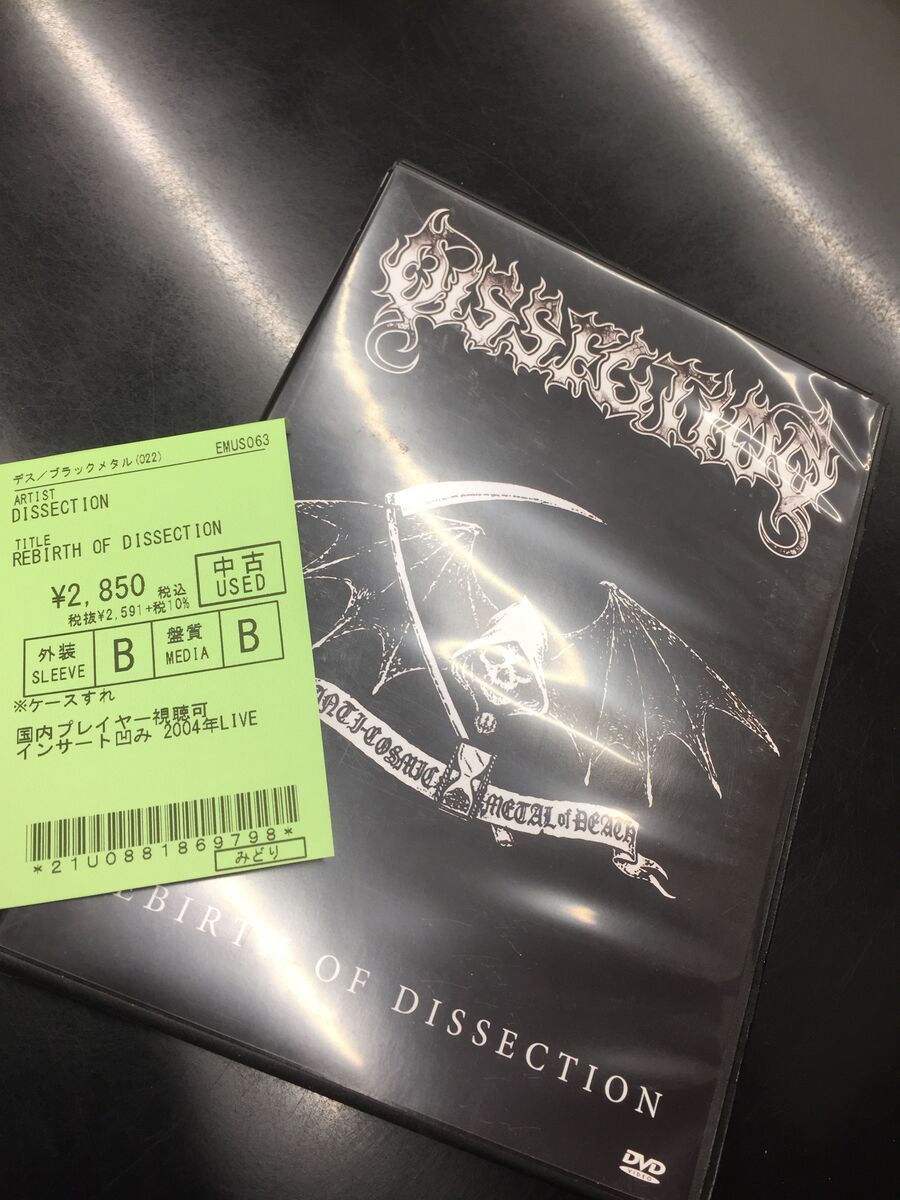 デス/ブラックメタル(022) EMUS063
ARTIST
DISSECTION
TITLE
REBIRTH OF DISSECTION
¥2,850 税込
税抜¥2,591+税10%
中古
USED
外装
SLEEVE
B
盤質
MEDIA
B
※ケースすれ
国内プレイヤー視聴可
インサート凹み 2004年LIVE
*21U0881869798*
みどり
DISSECTION
ANTI-COSMIC
METAL of DEATH
EBIRTH OF DISSECTION
DVD
VIDEO